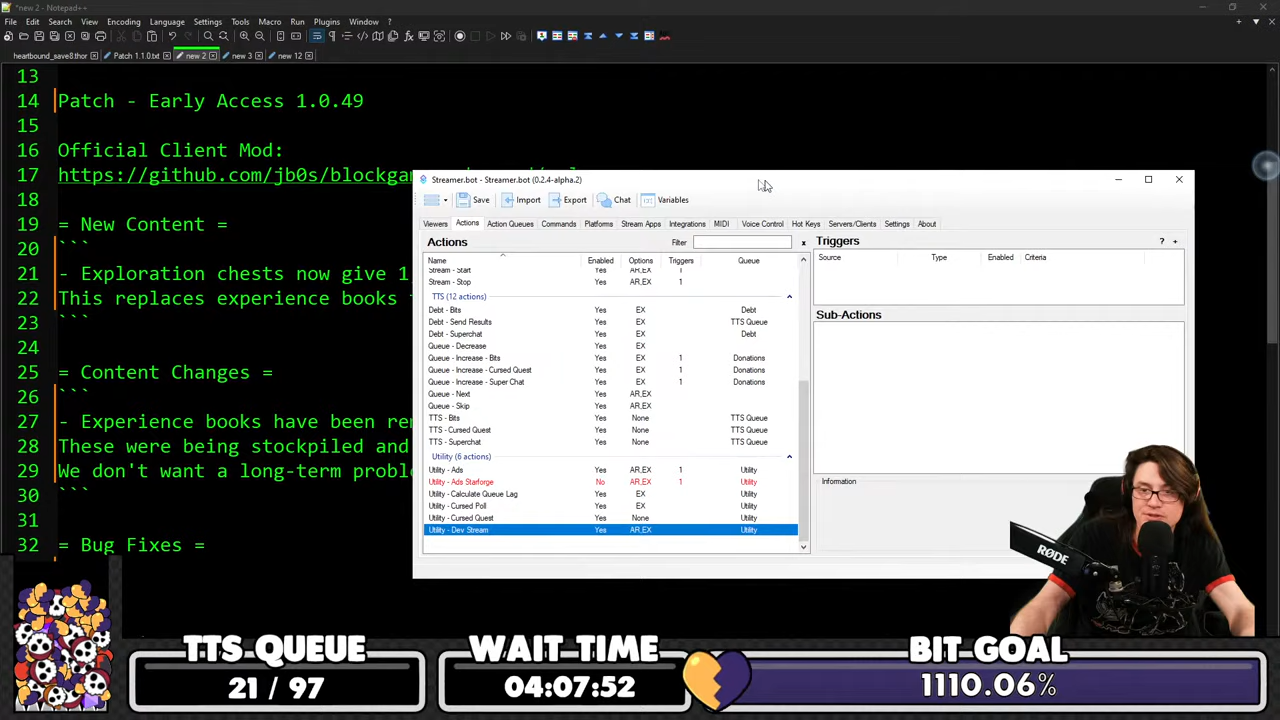 *new 2 - Notepad++
File Edit Search View Encoding Language Settings Tools Macro Run Plugins Window ?
heartbound_save8.thor Patch 1.1.0.txt new 2 new 3 new 12
13
14 Patch - Early Access 1.0.49
15
16 Official Client Mod:
17 https://github.com/jb0s/blockga
18
19 = New Content =
20 ```
21 - Exploration chests now give 1
22 This replaces experience books
23 ```
24
25 = Content Changes =
26 ```
27 - Experience books have been re
28 These were being stockpiled and
29 We don't want a long-term proble
30 ```
31
32 = Bug Fixes =
Streamer.bot - Streamer.bot (0.2.4-alpha.2)
Save Import Export Chat Variables
Viewers Actions Action Queues Commands Platforms Stream Apps Integrations MIDI Voice Control Hot Keys Servers/Clients Settings About
Actions Filter x
Name Enabled Options Triggers Queue
Stream - Start Yes AR,EX 1
Stream - Stop Yes AR,EX 1
TTS (12 actions)
Debt - Bits Yes EX Debt
Debt - Send Results Yes EX TTS Queue
Debt - Superchat Yes EX Debt
Queue - Decrease Yes EX
Queue - Increase - Bits Yes EX 1 Donations
Queue - Increase - Cursed Quest Yes EX 1 Donations
Queue - Increase - Super Chat Yes EX 1 Donations
Queue - Next Yes AR,EX
Queue - Skip Yes AR,EX
TTS - Bits Yes None TTS Queue
TTS - Cursed Quest Yes None TTS Queue
TTS - Superchat Yes None TTS Queue
Utility (6 actions)
Utility - Ads Yes AR,EX 1 Utility
Utility - Ads Starforge No AR,EX 1 Utility
Utility - Calculate Queue Lag Yes EX Utility
Utility - Cursed Poll Yes EX Utility
Utility - Cursed Quest Yes None Utility
Utility - Dev Stream Yes AR,EX Utility
Triggers ? +
Source Type Enabled Criteria
Sub-Actions
Information
RØDE
TTS QUEUE
21 / 97
WAIT TIME
04:07:52
BIT GOAL
1110.06%